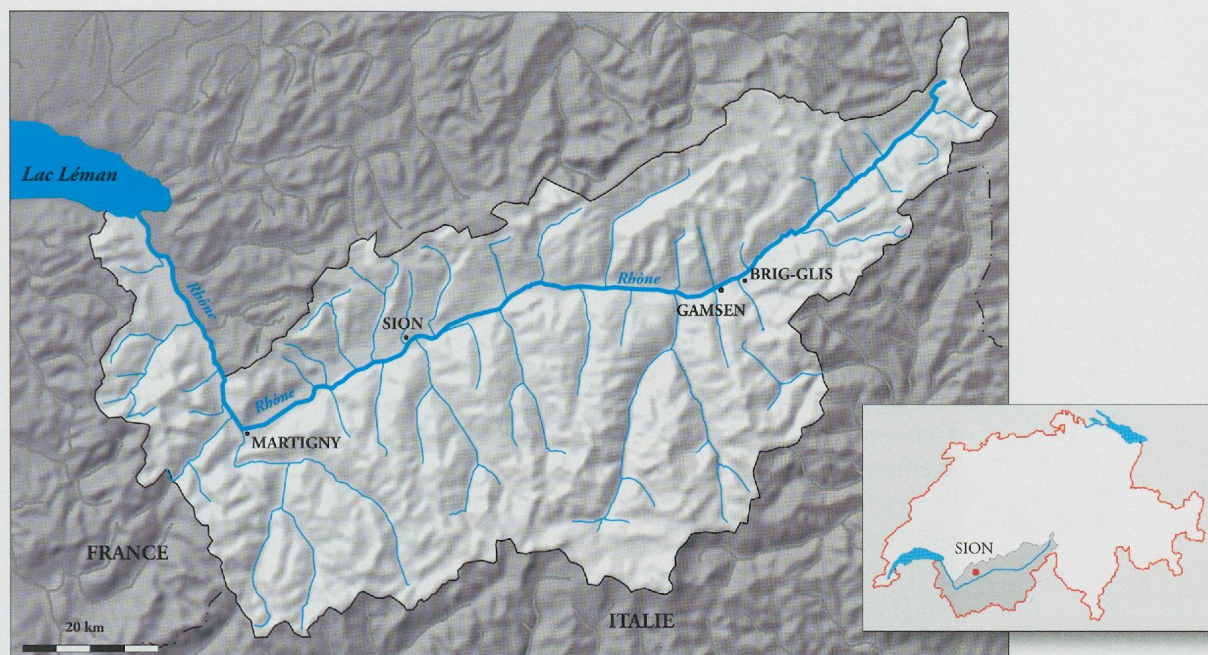 Lac Léman
Rhône
Rhône
BRIG-GLIS
GAMSEN
SION
Rhône
MARTIGNY
FRANCE
SION
ITALIE
20 km